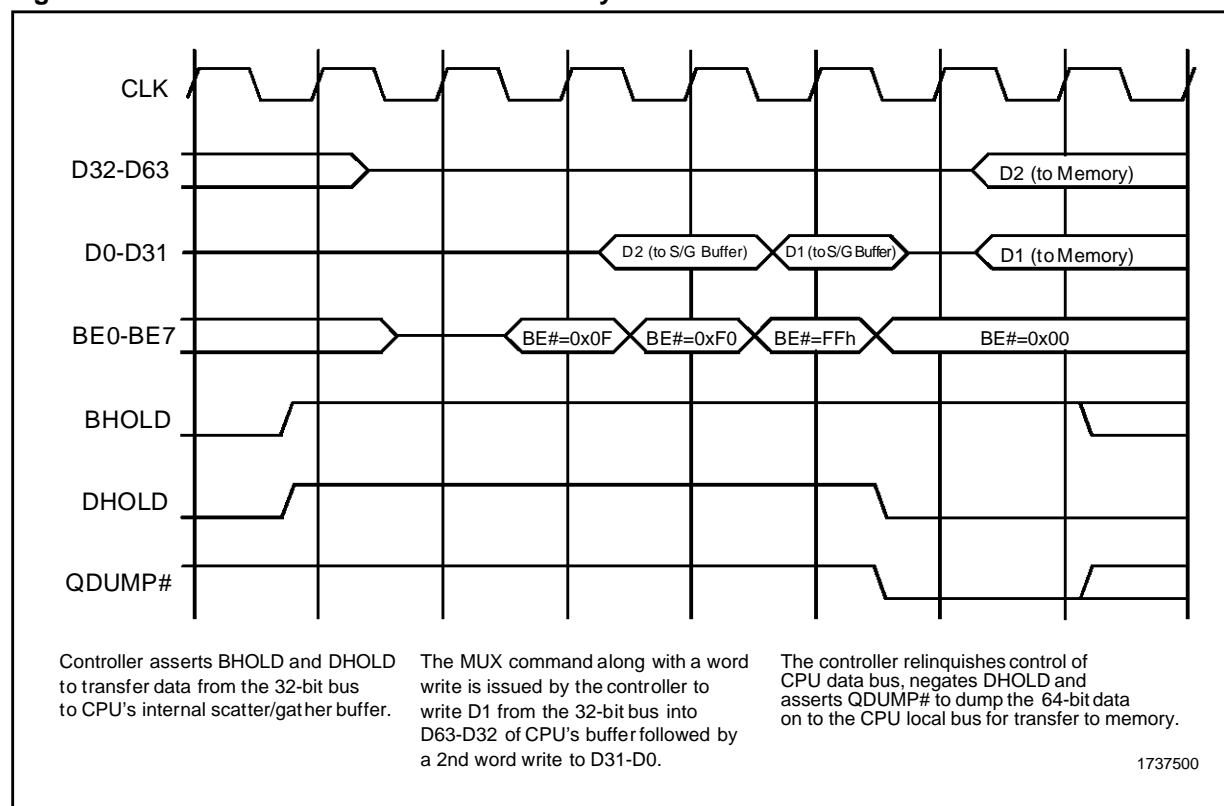 CLK
D32-D63
D2 (to Memory)
D0-D31
D2 (to S/G Buffer)
D1 (to S/G Buffer)
D1 (to Memory)
BE0-BE7
BE#=0x0F
BE#=0xF0
BE#=FFh
BE#=0x00
BHOLD
DHOLD
QDUMP#
Controller asserts BHOLD and DHOLD
to transfer data from the 32-bit bus
to CPU's internal scatter/gather buffer.
The MUX command along with a word
write is issued by the controller to
write D1 from the 32-bit bus into
D63-D32 of CPU's buffer followed by
a 2nd word write to D31-D0.
The controller relinquishes control of
CPU data bus, negates DHOLD and
asserts QDUMP# to dump the 64-bit data
on to the CPU local bus for transfer to memory.
1737500